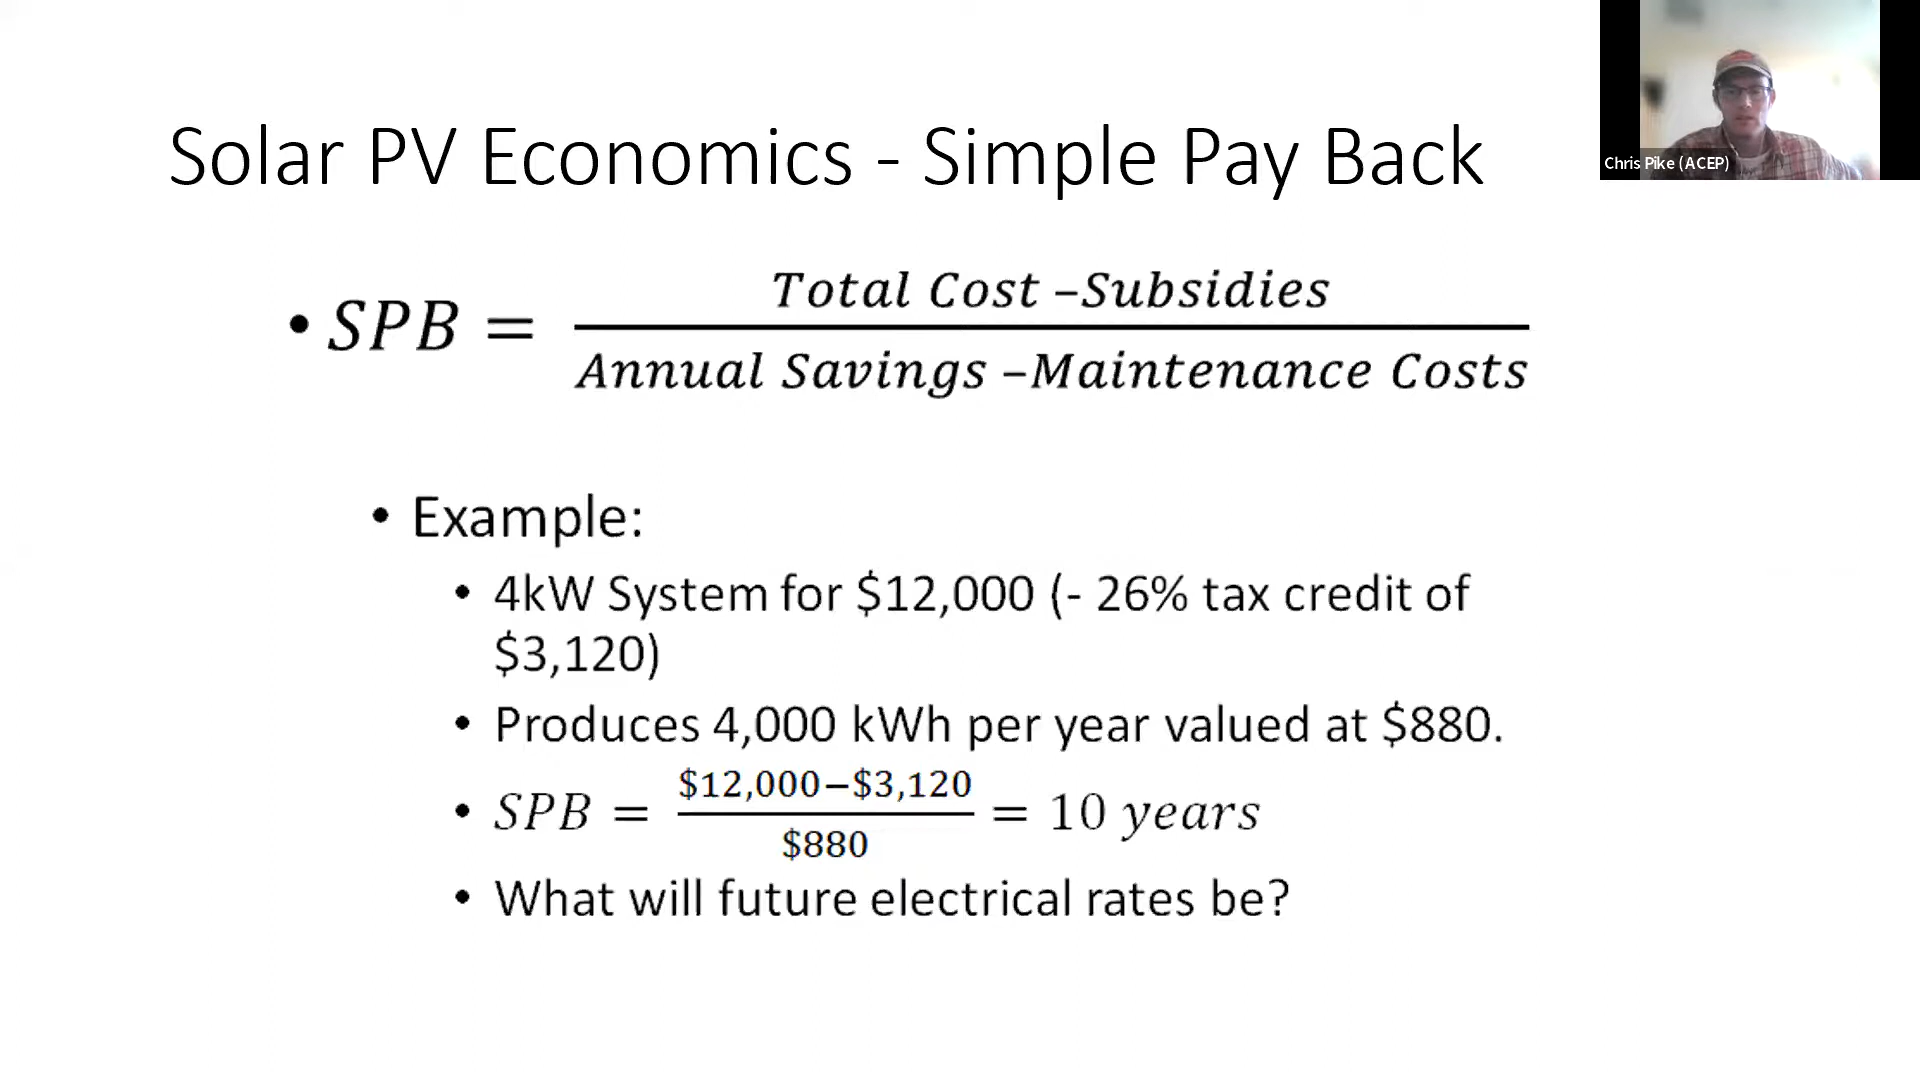 Solar PV Economics - Simple Pay Back
Chris Pike (ACEP)
• SPB = Total Cost –Subsidies / Annual Savings –Maintenance Costs
• Example:
• 4kW System for $12,000 (- 26% tax credit of
$3,120)
• Produces 4,000 kWh per year valued at $880.
• SPB = $12,000–$3,120 / $880 = 10 years
• What will future electrical rates be?